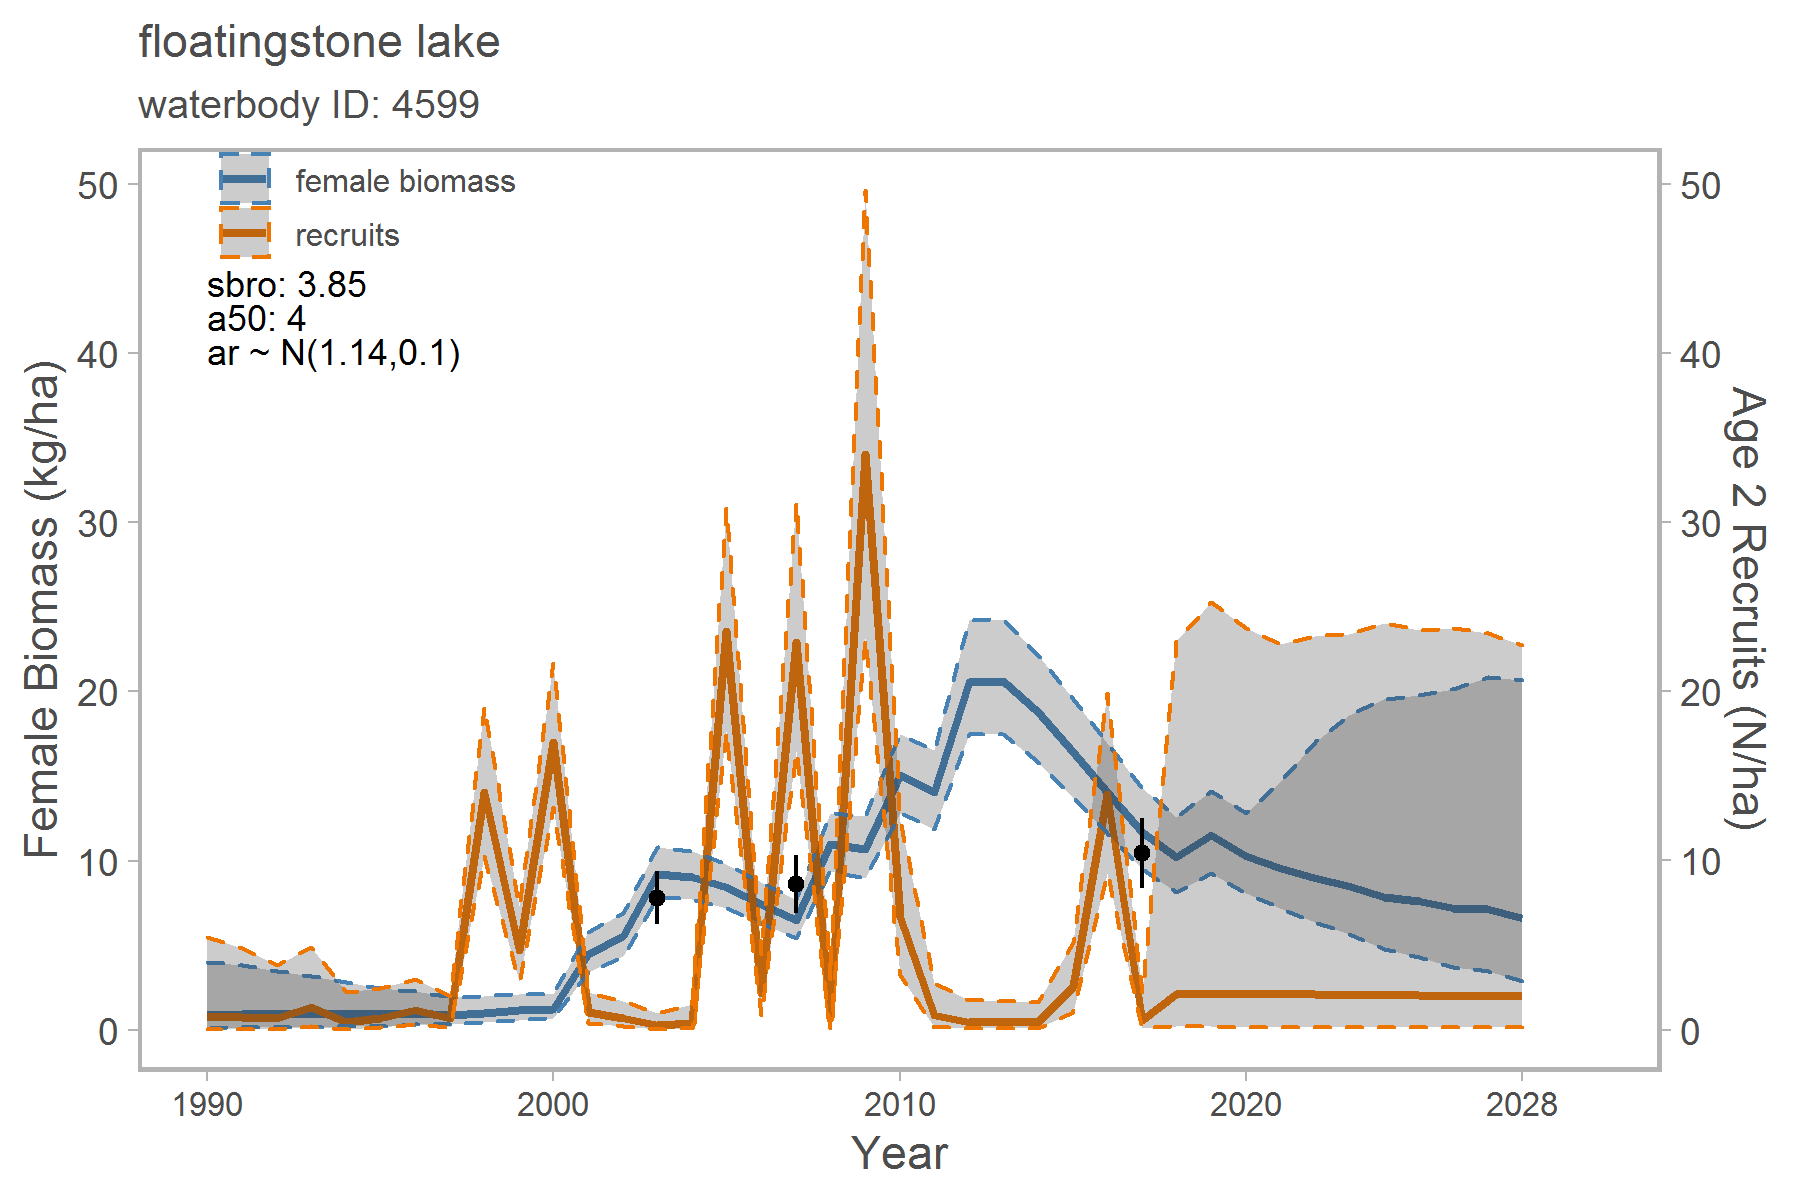 floatingstone lake
waterbody ID: 4599
female biomass
recruits
sbro: 3.85
a50: 4
ar ~ N(1.14,0.1)
Female Biomass (kg/ha)
50
40
30
20
10
0
50
40
30
20
10
0
Age 2 Recruits (N/ha)
1990
2000
2010
2020
2028
Year